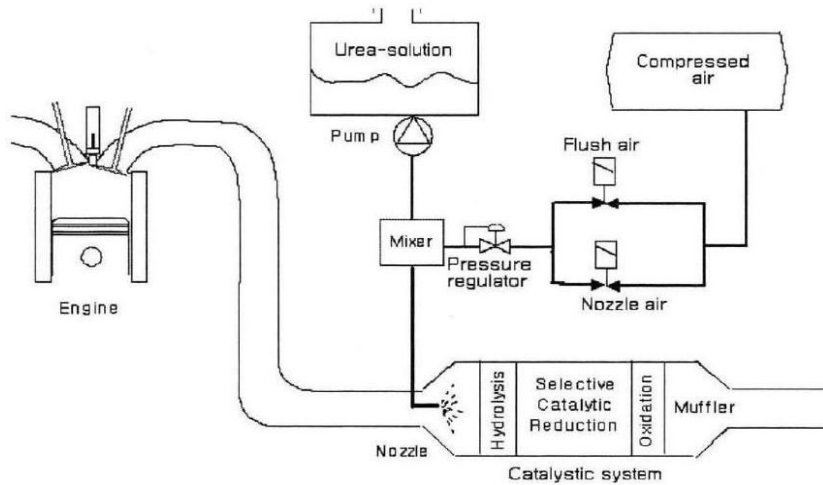 Urea-solution
Compressed
air
Pump
Flush air
Mixer
Pressure
regulator
Nozzle air
Engine
Hydrolysis
Selective
Catalytic
Reduction
Oxidation
Muffler
Nozzle
Catalystic system